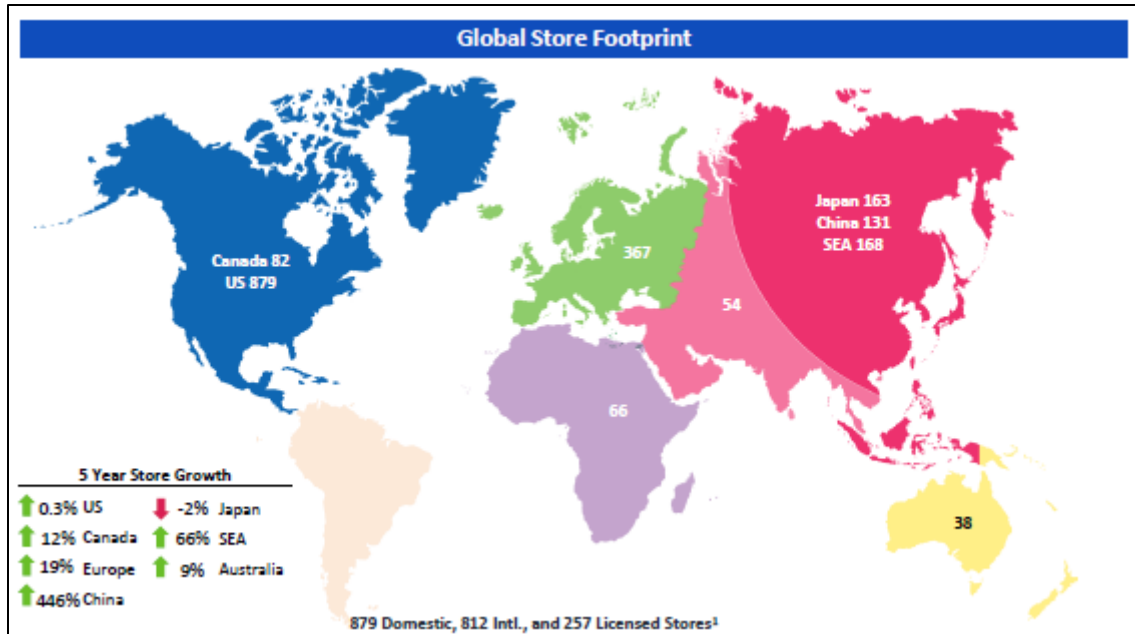 Global Store Footprint
Canada 82
US 879
367
Japan 163
China 131
SEA 168
54
66
38
5 Year Store Growth
0.3% US
-2% Japan
12% Canada
66% SEA
19% Europe
9% Australia
446% China
879 Domestic, 812 Intl., and 257 Licensed Stores¹